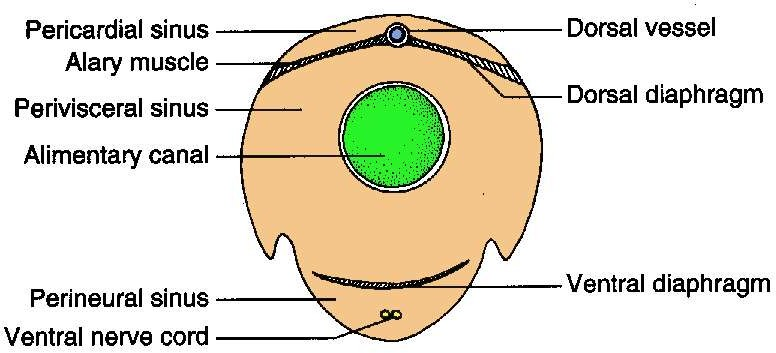 Pericardial sinus
Alary muscle
Perivisceral sinus
Alimentary canal
Perineural sinus
Ventral nerve cord
Dorsal vessel
Dorsal diaphragm
Ventral diaphragm